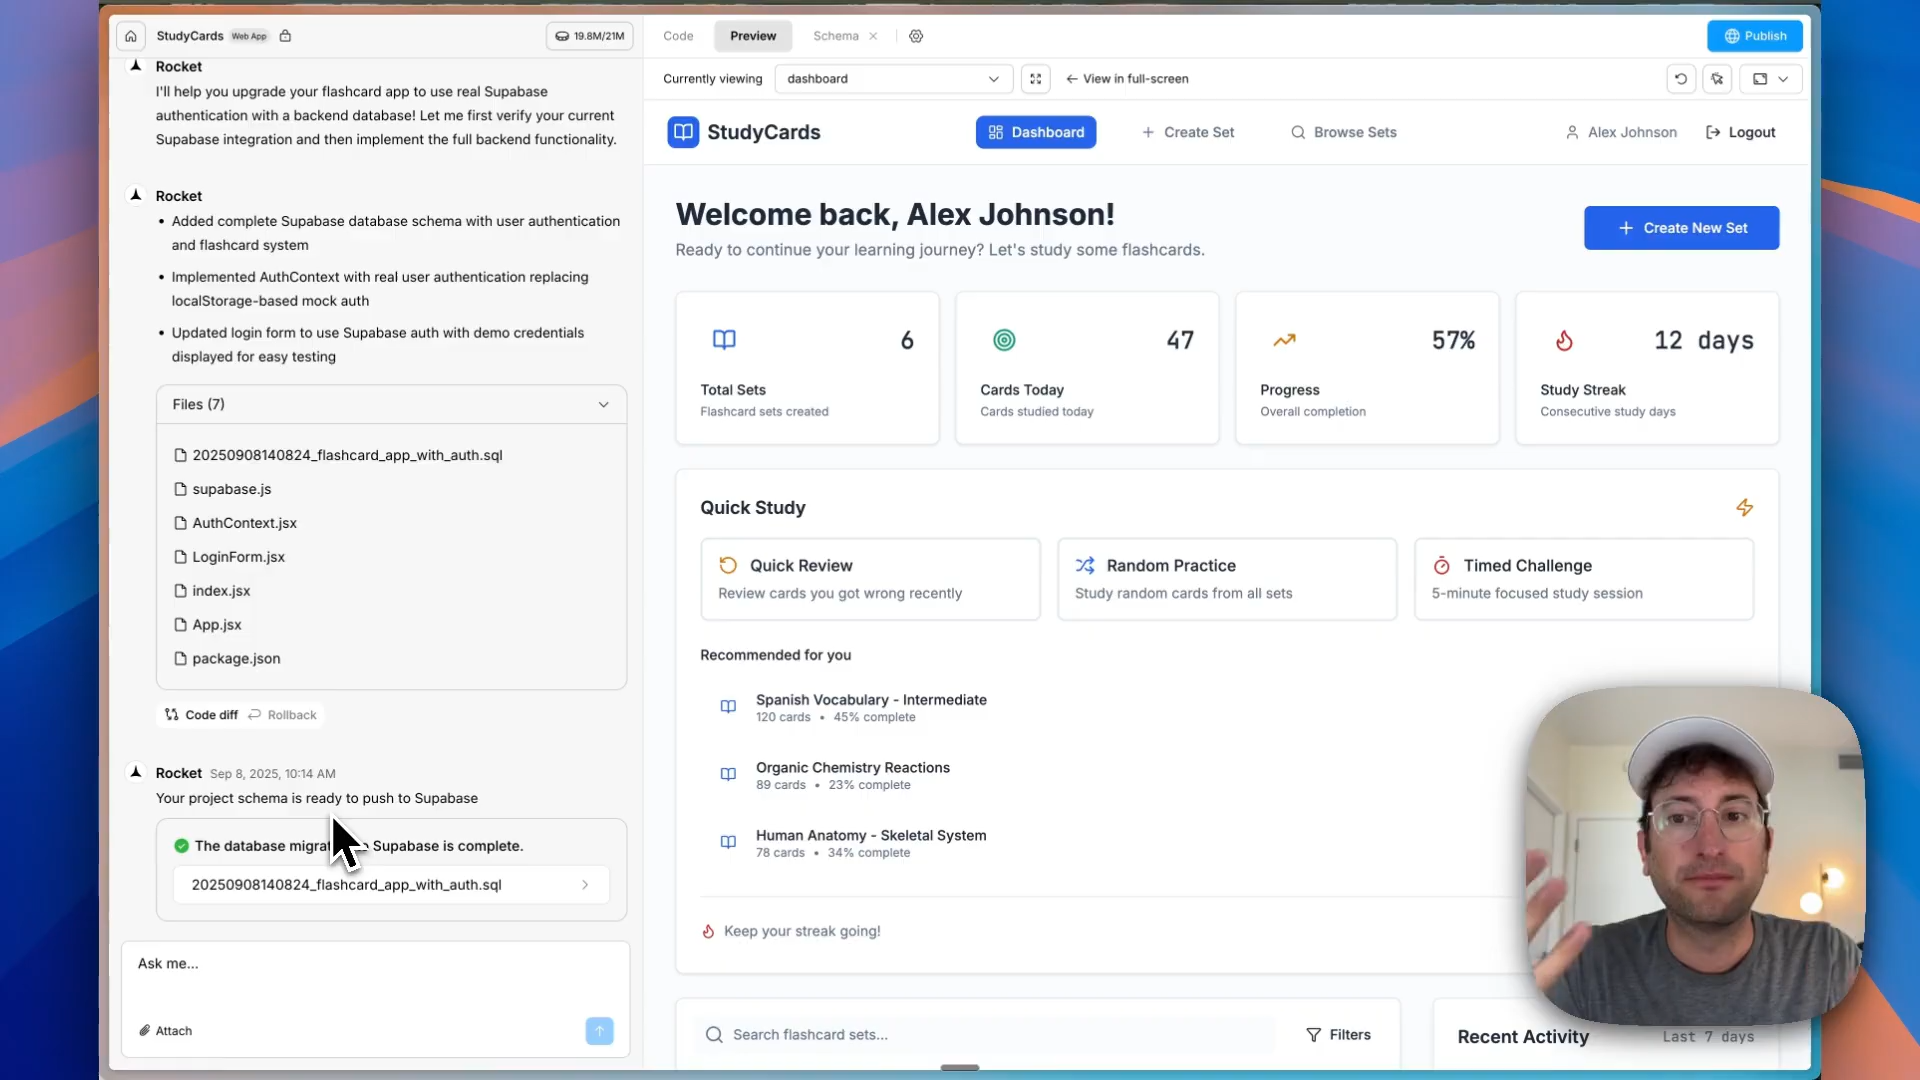 StudyCards Web App
19.8M/21M
Rocket
I'll help you upgrade your flashcard app to use real Supabase
authentication with a backend database! Let me first verify your current
Supabase integration and then implement the full backend functionality.
Rocket
• Added complete Supabase database schema with user authentication
and flashcard system
• Implemented AuthContext with real user authentication replacing
localStorage-based mock auth
• Updated login form to use Supabase auth with demo credentials
displayed for easy testing
Files (7)
20250908140824_flashcard_app_with_auth.sql
supabase.js
AuthContext.jsx
LoginForm.jsx
index.jsx
App.jsx
package.json
Code diff Rollback
Rocket Sep 8, 2025, 10:14 AM
Your project schema is ready to push to Supabase
The database migrat Supabase is complete.
20250908140824_flashcard_app_with_auth.sql
Ask me...
Attach
Code Preview Schema
Publish
Currently viewing dashboard View in full-screen
StudyCards
Dashboard
Create Set
Browse Sets
Alex Johnson
Logout
Welcome back, Alex Johnson!
Ready to continue your learning journey? Let's study some flashcards.
Create New Set
6
Total Sets
Flashcard sets created
47
Cards Today
Cards studied today
57%
Progress
Overall completion
12 days
Study Streak
Consecutive study days
Quick Study
Quick Review
Review cards you got wrong recently
Random Practice
Study random cards from all sets
Timed Challenge
5-minute focused study session
Recommended for you
Spanish Vocabulary - Intermediate
120 cards • 45% complete
Organic Chemistry Reactions
89 cards • 23% complete
Human Anatomy - Skeletal System
78 cards • 34% complete
Keep your streak going!
Search flashcard sets...
Filters
Recent Activity
Last 7 days